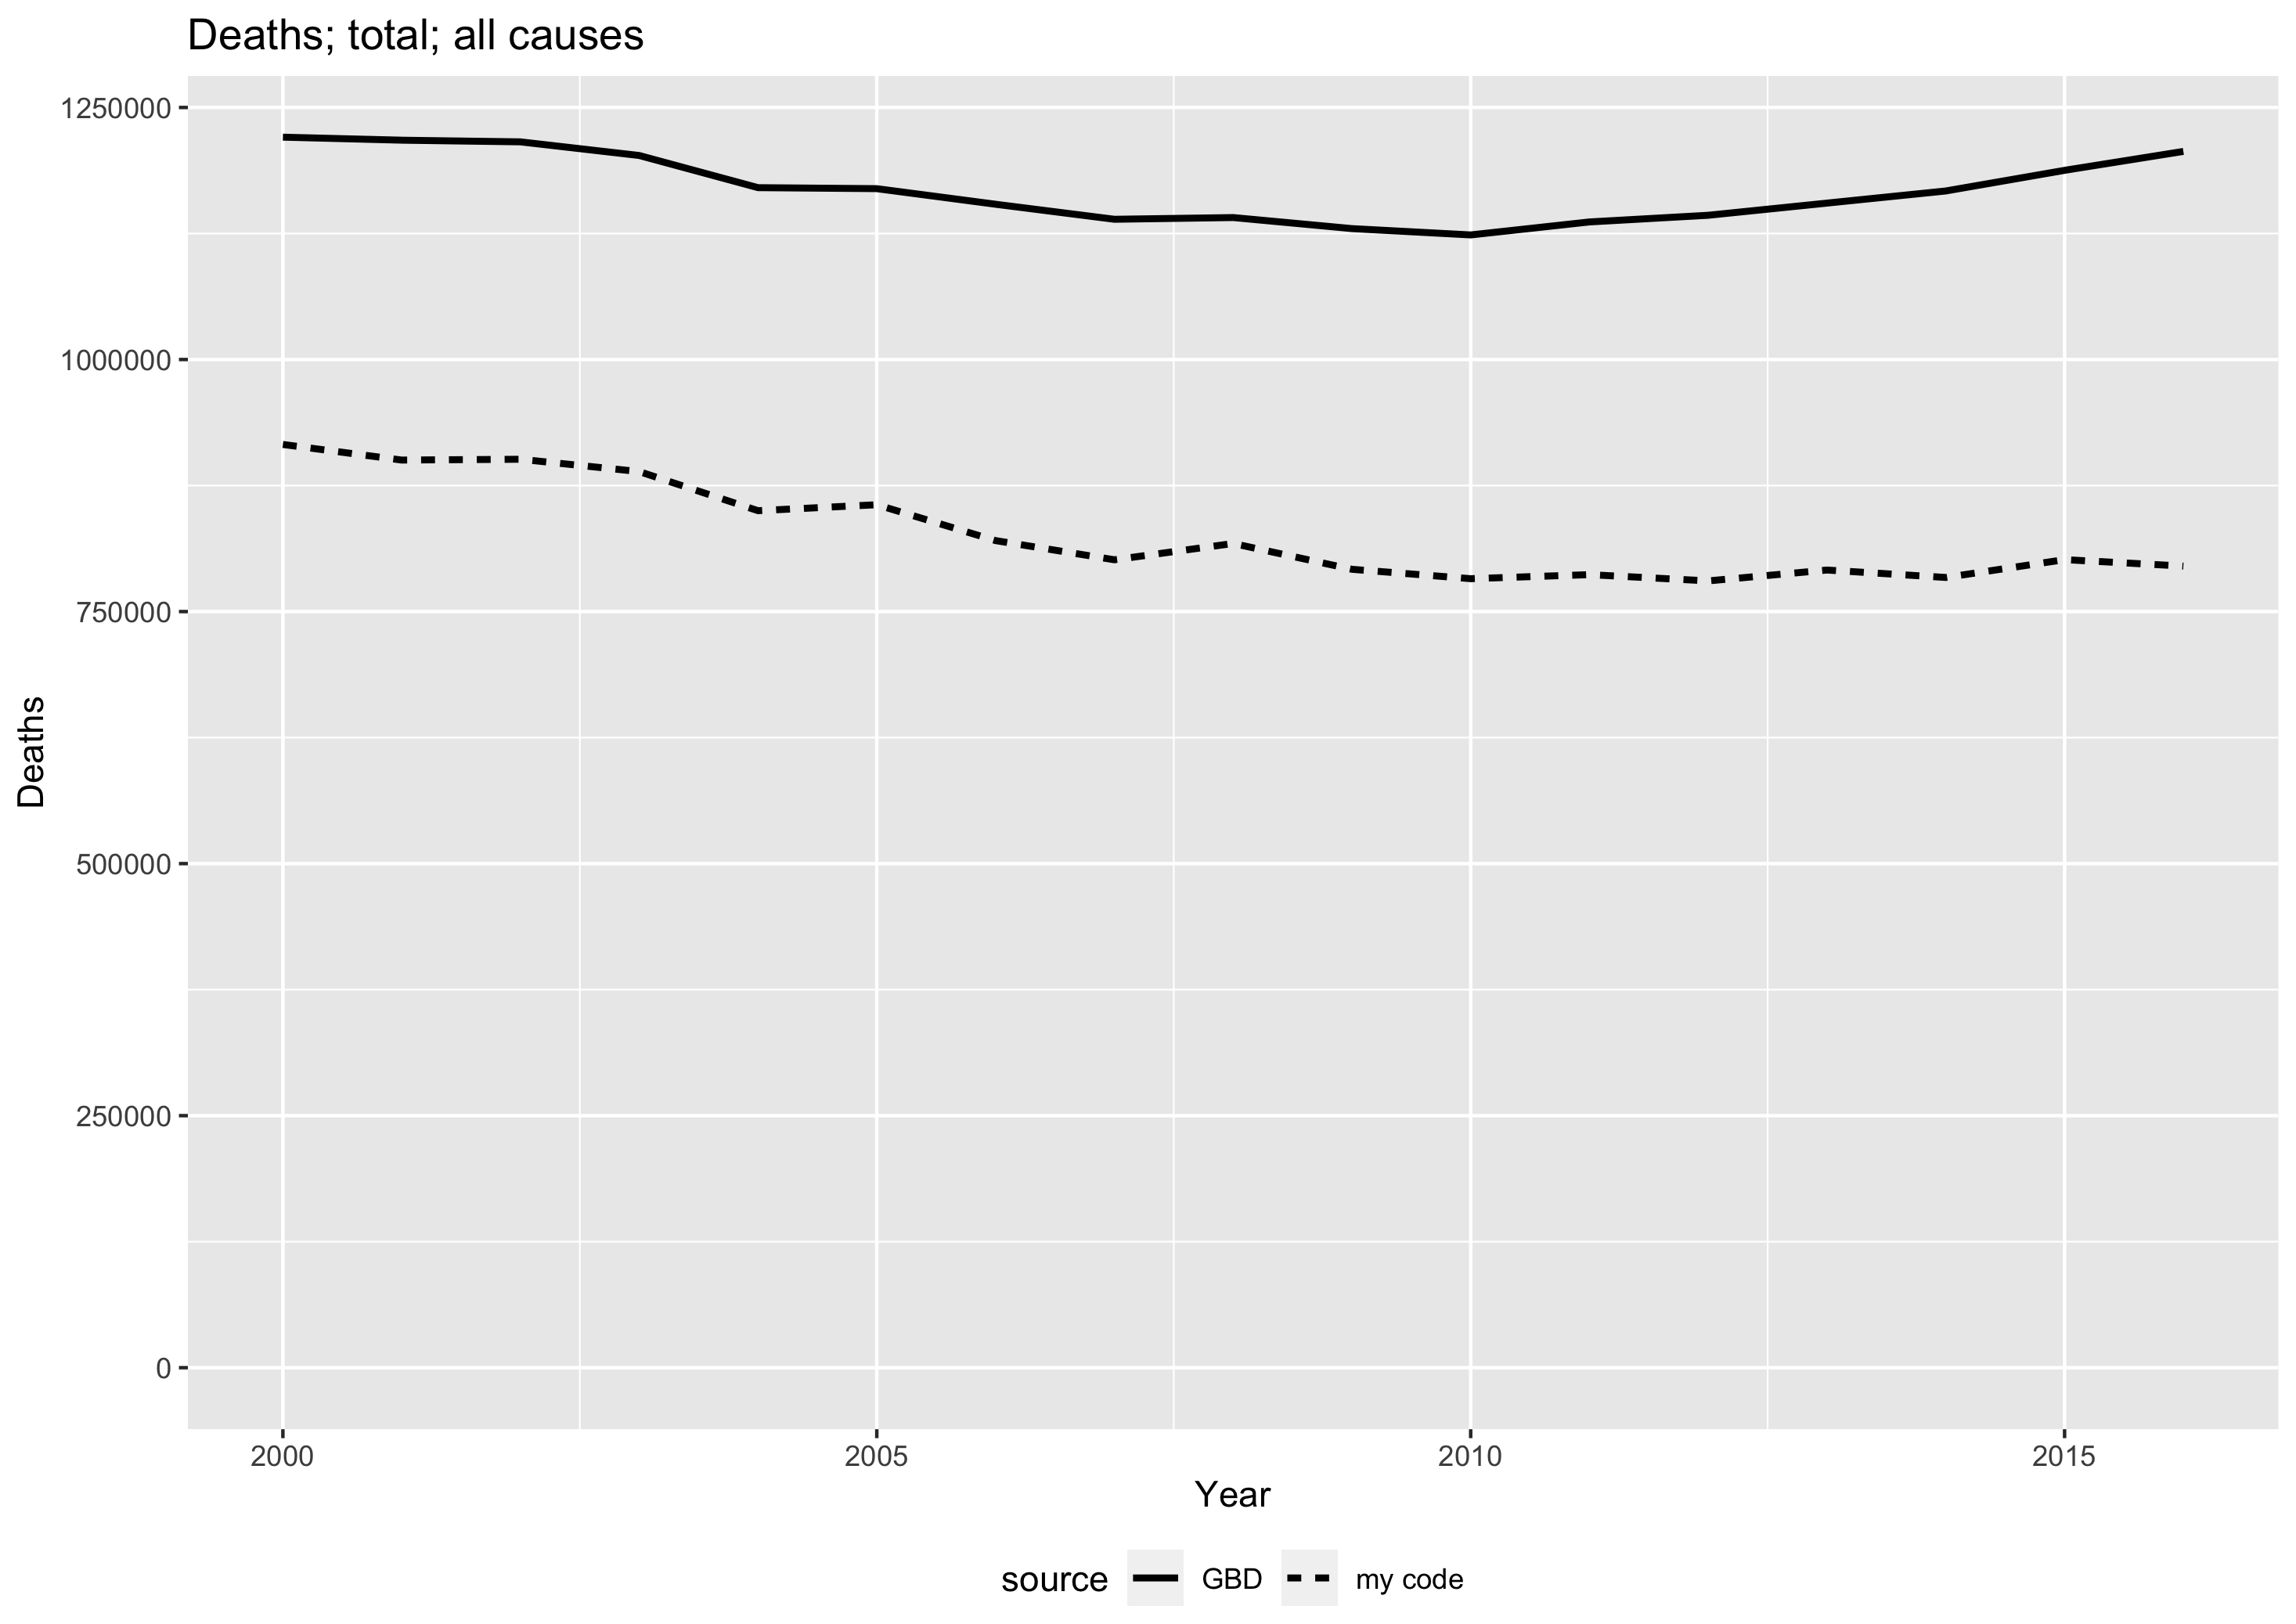 Deaths; total; all causes
1250000
1000000
750000
500000
250000
0
Deaths
2000 2005 2010 2015
Year
source GBD my code